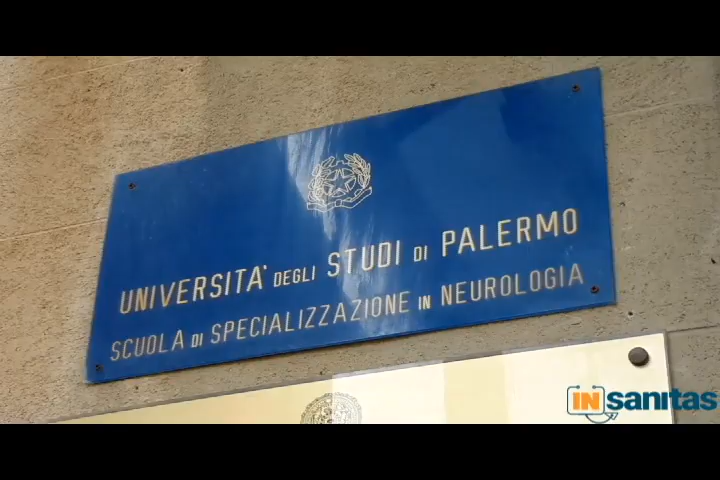 UNIVERSITA' DEGLI STUDI DI PALERMO
SCUOLA DI SPECIALIZZAZIONE IN NEUROLOGIA
INsanitas